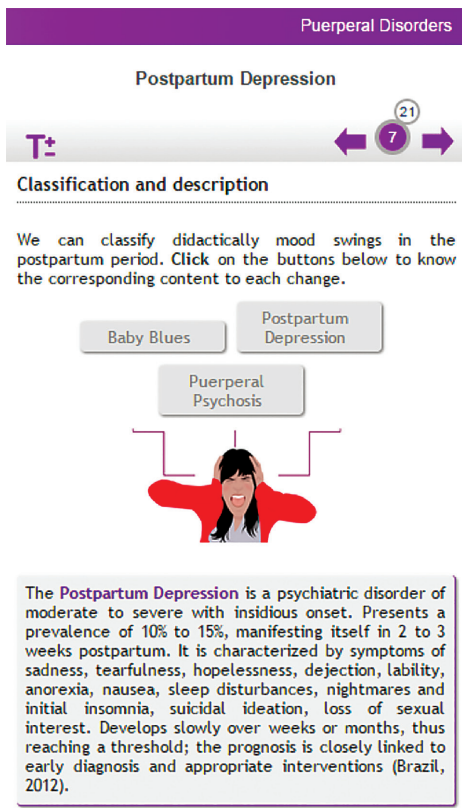 Puerperal Disorders
Postpartum Depression
T±
21
7
Classification and description
We can classify didactically mood swings in the
postpartum period. Click on the buttons below to know
the corresponding content to each change.
Baby Blues
Postpartum
Depression
Puerperal
Psychosis
The Postpartum Depression is a psychiatric disorder of
moderate to severe with insidious onset. Presents a
prevalence of 10% to 15%, manifesting itself in 2 to 3
weeks postpartum. It is characterized by symptoms of
sadness, tearfulness, hopelessness, dejection, lability,
anorexia, nausea, sleep disturbances, nightmares and
initial insomnia, suicidal ideation, loss of sexual
interest. Develops slowly over weeks or months, thus
reaching a threshold; the prognosis is closely linked to
early diagnosis and appropriate interventions (Brazil,
2012).